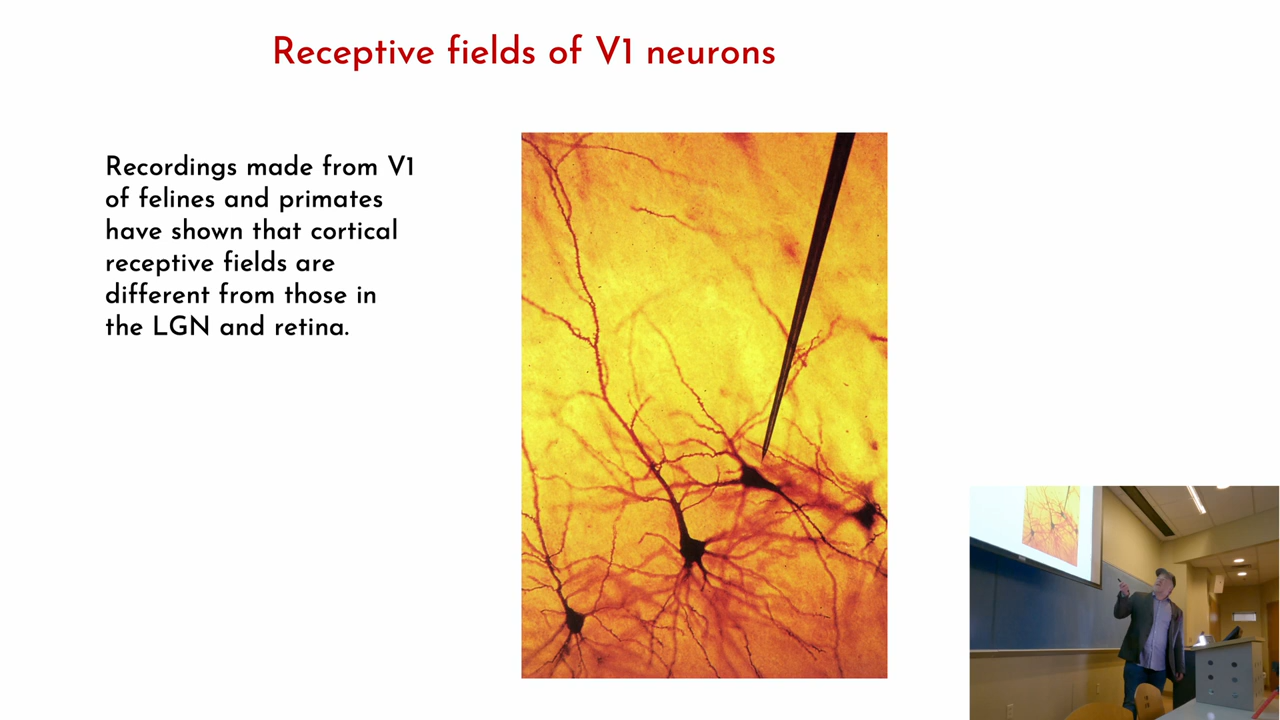 Receptive fields of V1 neurons
Recordings made from V1
of felines and primates
have shown that cortical
receptive fields are
different from those in
the LGN and retina.